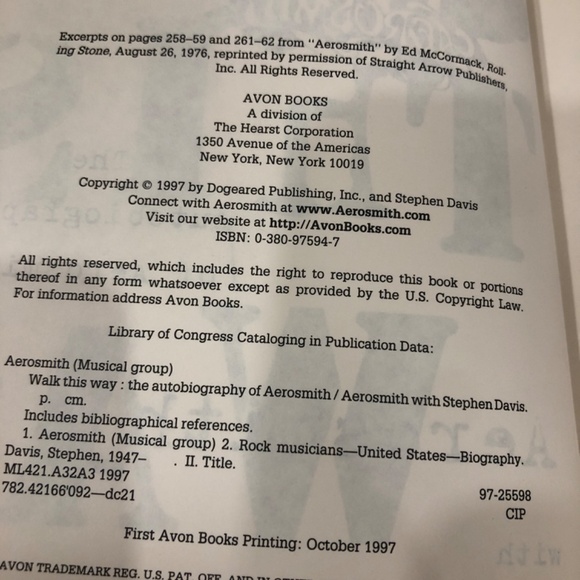 Excerpts on pages 258–59 and 261–62 from "Aerosmith" by Ed McCormack, Roll-
ing Stone, August 26, 1976, reprinted by permission of Straight Arrow Publishers,
Inc. All Rights Reserved.
AVON BOOKS
A division of
The Hearst Corporation
1350 Avenue of the Americas
New York, New York 10019
Copyright © 1997 by Dogeared Publishing, Inc., and Stephen Davis
Connect with Aerosmith at www.Aerosmith.com
Visit our website at http://AvonBooks.com
ISBN: 0-380-97594-7
All rights reserved, which includes the right to reproduce this book or portions
thereof in any form whatsoever except as provided by the U.S. Copyright Law.
For information address Avon Books.
Library of Congress Cataloging in Publication Data:
Aerosmith (Musical group)
Walk this way : the autobiography of Aerosmith / Aerosmith with Stephen Davis.
p. cm.
Includes bibliographical references.
1. Aerosmith (Musical group) 2. Rock musicians—United States—Biography.
Davis, Stephen, 1947– . II. Title.
ML421.A32A3 1997
782.42166'092—dc21
97-25598
CIP
First Avon Books Printing: October 1997
AVON TRADEMARK REG. U.S. PAT. OFF. AND IN